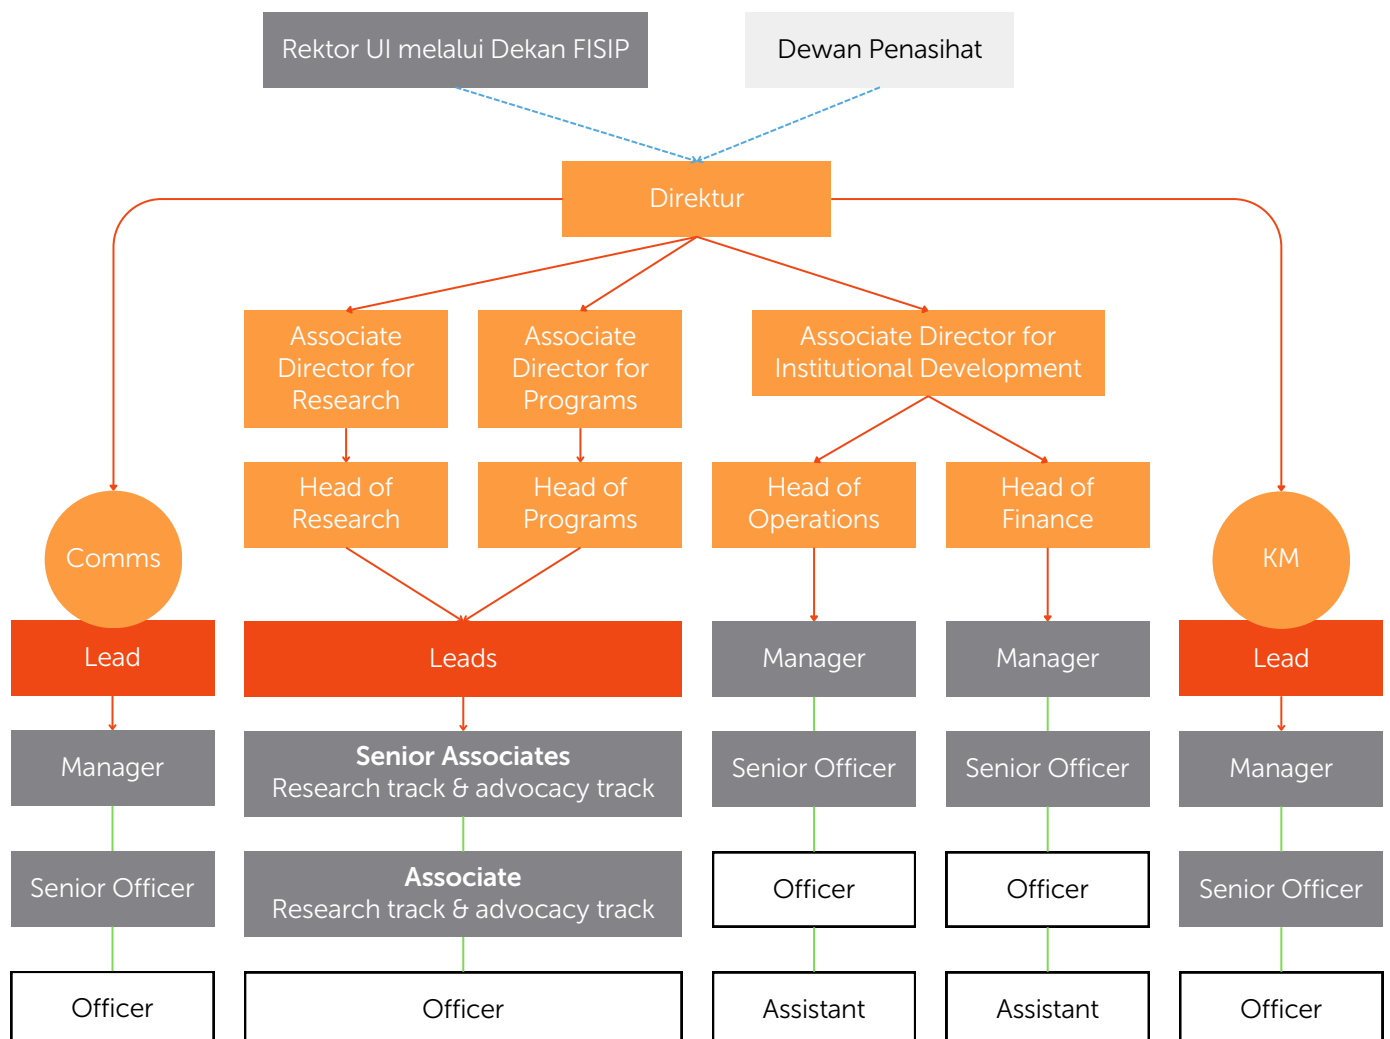 Rektor UI melalui Dekan FISIP
Dewan Penasihat
Direktur
Associate
Director for
Research
Associate
Director for
Programs
Associate Director for
Institutional Development
Head of
Research
Head of
Programs
Head of
Operations
Head of
Finance
Comms
KM
Lead
Leads
Manager
Manager
Lead
Manager
Senior Associates
Research track & advocacy track
Senior Officer
Senior Officer
Manager
Senior Officer
Associate
Research track & advocacy track
Officer
Officer
Senior Officer
Officer
Officer
Assistant
Assistant
Officer